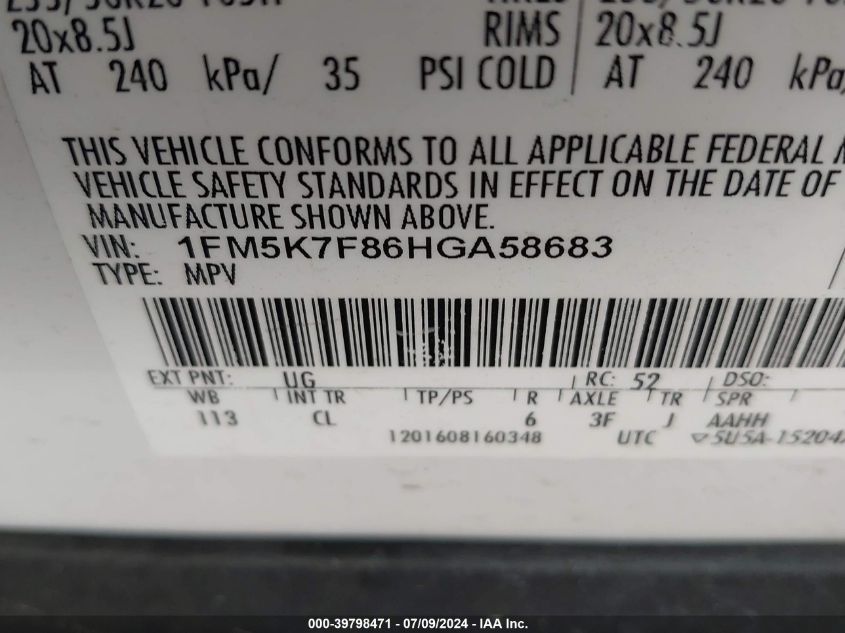 20x8.5J RIMS 20x8.5J
AT 240 kPa/ 35 PSI COLD AT 240 kPa/
THIS VEHICLE CONFORMS TO ALL APPLICABLE FEDERAL
VEHICLE SAFETY STANDARDS IN EFFECT ON THE DATE OF
MANUFACTURE SHOWN ABOVE.
VIN: 1FM5K7F86HGA58683
TYPE: MPV
EXT PNT: UG RC: 52 DSO:
WB INT TR TP/PS R AXLE TR SPR
113 CL 6 3F J AAHH
1201608160348 UTC 5U5A-15204
000-39798471 / 07/09/2024 - IAA Inc.